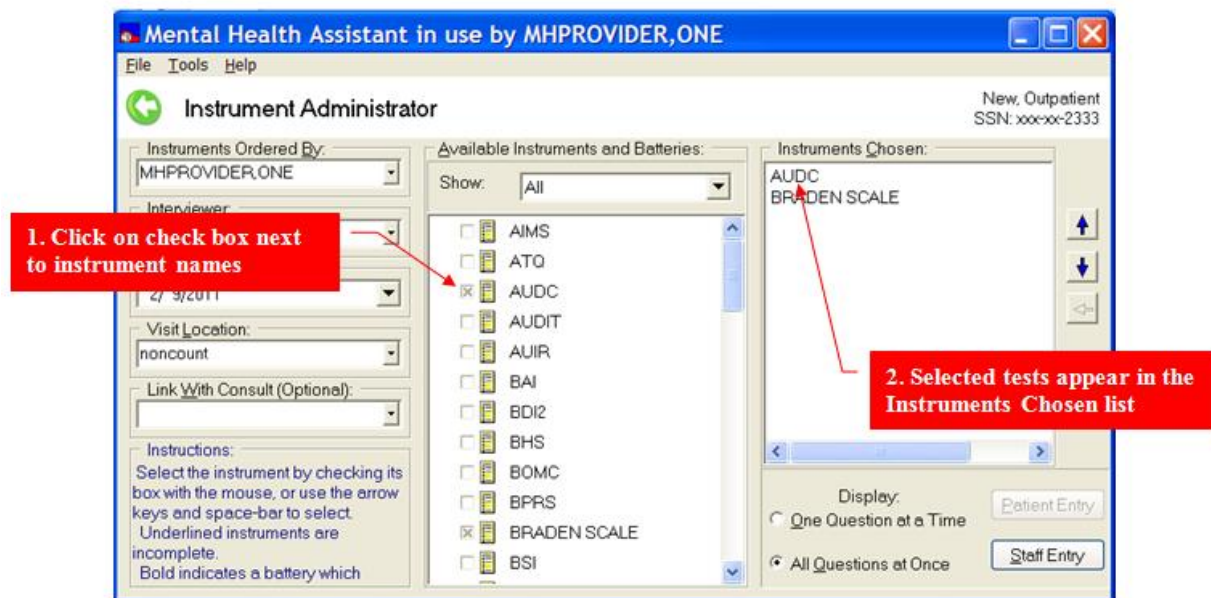 Mental Health Assistant in use by MHPROVIDER,ONE
File Tools Help
Instrument Administrator
New, Outpatient
SSN: xxx-xx-2333
Instruments Ordered By:
MHPROVIDER,ONE
Interviewer
1. Click on check box next
to instrument names
2/ 9/2011
Visit Location:
noncount
Link With Consult (Optional):
Instructions:
Select the instrument by checking its
box with the mouse, or use the arrow
keys and space-bar to select.
Underlined instruments are
incomplete.
Bold indicates a battery which
Available Instruments and Batteries:
Show: All
AIMS
ATQ
AUDC
AUDIT
AUIR
BAI
BDI2
BHS
BOMC
BPRS
BRADEN SCALE
BSI
Instruments Chosen:
AUDC
BRADEN SCALE
2. Selected tests appear in the
Instruments Chosen list
Display:
One Question at a Time
All Questions at Once
Patient Entry
Staff Entry